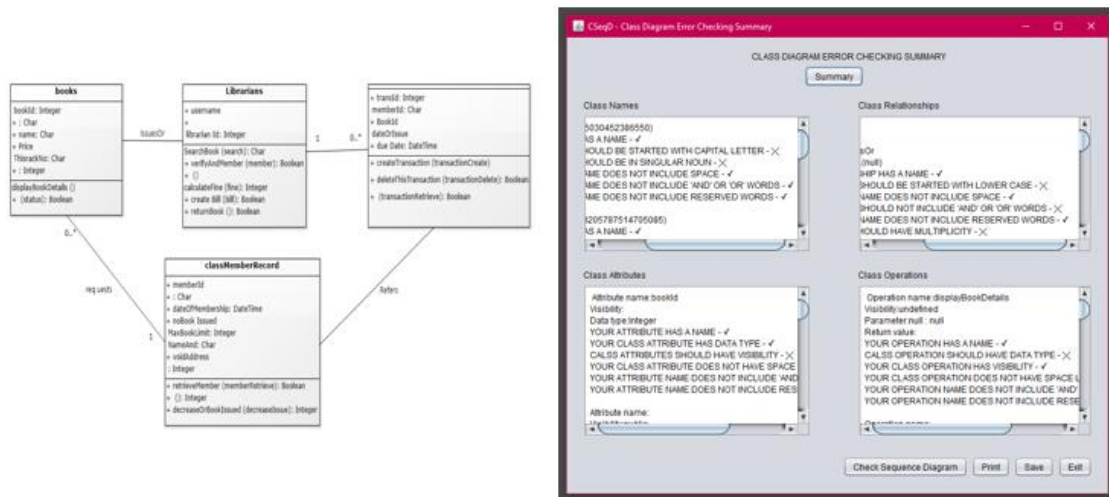 books
bookId: Integer
+ : Char
+ name: Char
+ Price
ThisrackNo: Char
+ : Integer
displayBookDetails ()
+ (status): Boolean
IssuesOr
Librarians
+ username
+
librarian Id: Integer
SearchBook (search): Char
+ verifyAndMember (member): Boolean
+ ()
calculateFine (fine): Integer
+ create Bill (bill): Boolean
+ returnBook (): Boolean
1
0..*
+ transId: Integer
memberId: Char
+ BookId
dateOrIssue
+ due Date: DateTime
+ createTransaction (transactionCreate)
+ deleteThisTransaction (transactionDelete): Boolean
+ (transactionRetrieve): Boolean
0..*
req uests
1
classMemberRecord
+ memberId
+ : Char
+ dateOfMembership: DateTime
+ noBook Issued
MaxBookLimit: Integer
NameAnd: Char
+ voidAddress
: Integer
+ retrieveMember (memberRetrieve): Boolean
+ (): Integer
+ decreaseOrBookIssued (decreaseIssue): Integer
CSeqD - Class Diagram Error Checking Summary
CLASS DIAGRAM ERROR CHECKING SUMMARY
Summary
Class Names
5030452386550)
AS A NAME - ✓
HOULD BE STARTED WITH CAPITAL LETTER - ╳
HOULD BE IN SINGULAR NOUN - ╳
AME DOES NOT INCLUDE SPACE - ✓
AME DOES NOT INCLUDE 'AND' OR 'OR' WORDS - ✓
AME DOES NOT INCLUDE RESERVED WORDS - ✓
8205787514705085)
AS A NAME - ✓
Class Relationships
sOr
(null)
SHIP HAS A NAME - ✓
SHOULD BE STARTED WITH LOWER CASE - ╳
NAME DOES NOT INCLUDE SPACE - ✓
SHOULD NOT INCLUDE 'AND' OR 'OR' WORDS - ╳
NAME DOES NOT INCLUDE RESERVED WORDS - ✓
HOULD HAVE MULTIPLICITY - ╳
Class Attributes
Attribute name:bookId
Visibility:
Data type:Integer
YOUR ATTRIBUTE HAS A NAME - ✓
YOUR CLASS ATTRIBUTE HAS DATA TYPE - ✓
CALSS ATTRIBUTES SHOULD HAVE VISIBILITY - ╳
YOUR CLASS ATTRIBUTE DOES NOT HAVE SPACE
YOUR ATTRIBUTE NAME DOES NOT INCLUDE 'AND
YOUR ATTRIBUTE NAME DOES NOT INCLUDE RES
Attribute name:
Class Operations
Operation name:displayBookDetails
Visibility:undefined
Parameter:null : null
Return value:
YOUR OPERATION HAS A NAME - ✓
CALSS OPERATION SHOULD HAVE DATA TYPE - ╳
YOUR CLASS OPERATION HAS VISIBILITY - ✓
YOUR CLASS OPERATION DOES NOT HAVE SPACE L
YOUR OPERATION NAME DOES NOT INCLUDE 'AND'
YOUR OPERATION NAME DOES NOT INCLUDE RESE
Check Sequence Diagram
Print
Save
Exit